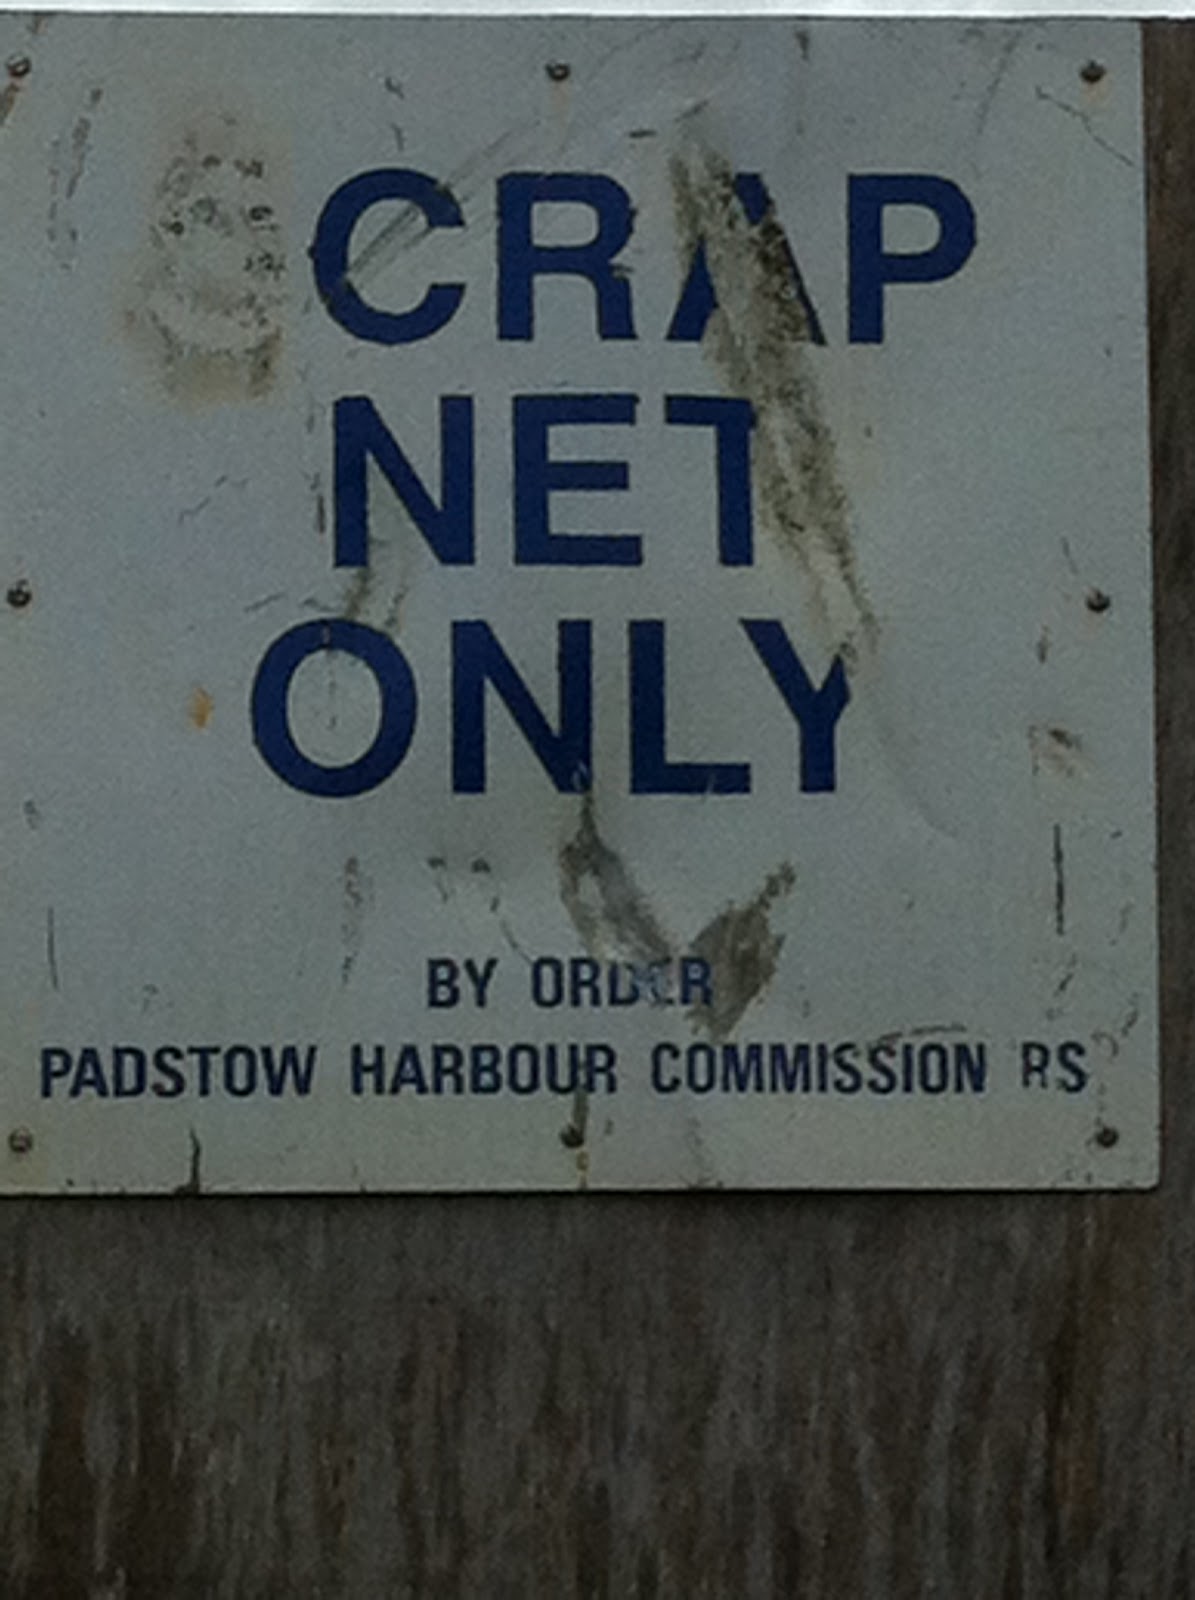 CRAP
NET
ONLY
BY ORDER
PADSTOW HARBOUR COMMISSION RS